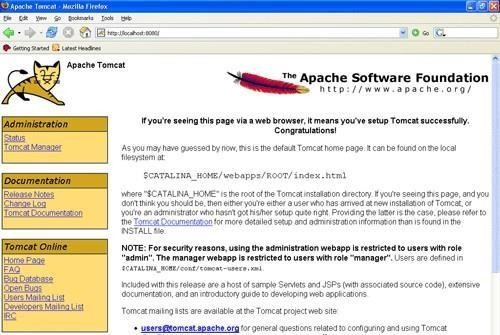 Apache Tomcat - Mozilla Firefox
File Edit View Go Bookmarks Tools Help
http://localhost:8080/
Go
Getting Started Latest Headlines
Apache Tomcat
The Apache Software Foundation
http://www.apache.org/
Administration
Status
Tomcat Manager
Documentation
Release Notes
Change Log
Tomcat Documentation
Tomcat Online
Home Page
FAQ
Bug Database
Open Bugs
Users Mailing List
Developers Mailing List
IRC
If you're seeing this page via a web browser, it means you've setup Tomcat successfully.
Congratulations!
As you may have guessed by now, this is the default Tomcat home page. It can be found on the local
filesystem at:
$CATALINA_HOME/webapps/ROOT/index.html
where "$CATALINA_HOME" is the root of the Tomcat installation directory. If you're seeing this page, and you
don't think you should be, then either you're either a user who has arrived at new installation of Tomcat, or
you're an administrator who hasn't got his/her setup quite right. Providing the latter is the case, please refer to
the Tomcat Documentation for more detailed setup and administration information than is found in the
INSTALL file.
NOTE: For security reasons, using the administration webapp is restricted to users with role
"admin". The manager webapp is restricted to users with role "manager". Users are defined in
$CATALINA_HOME/conf/tomcat-users.xml.
Included with this release are a host of sample Servlets and JSPs (with associated source code), extensive
documentation, and an introductory guide to developing web applications.
Tomcat mailing lists are available at the Tomcat project web site:
• users@tomcat.apache.org for general questions related to configuring and using Tomcat